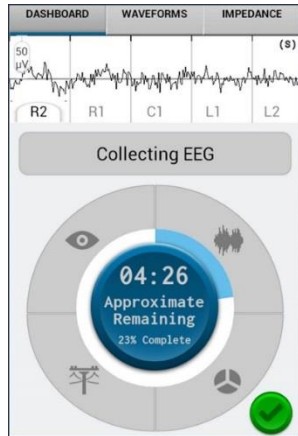 DASHBOARD WAVEFORMS IMPEDANCE
(S)
50
µV
R2 R1 C1 L1 L2
Collecting EEG
04:26
Approximate
Remaining
23% Complete